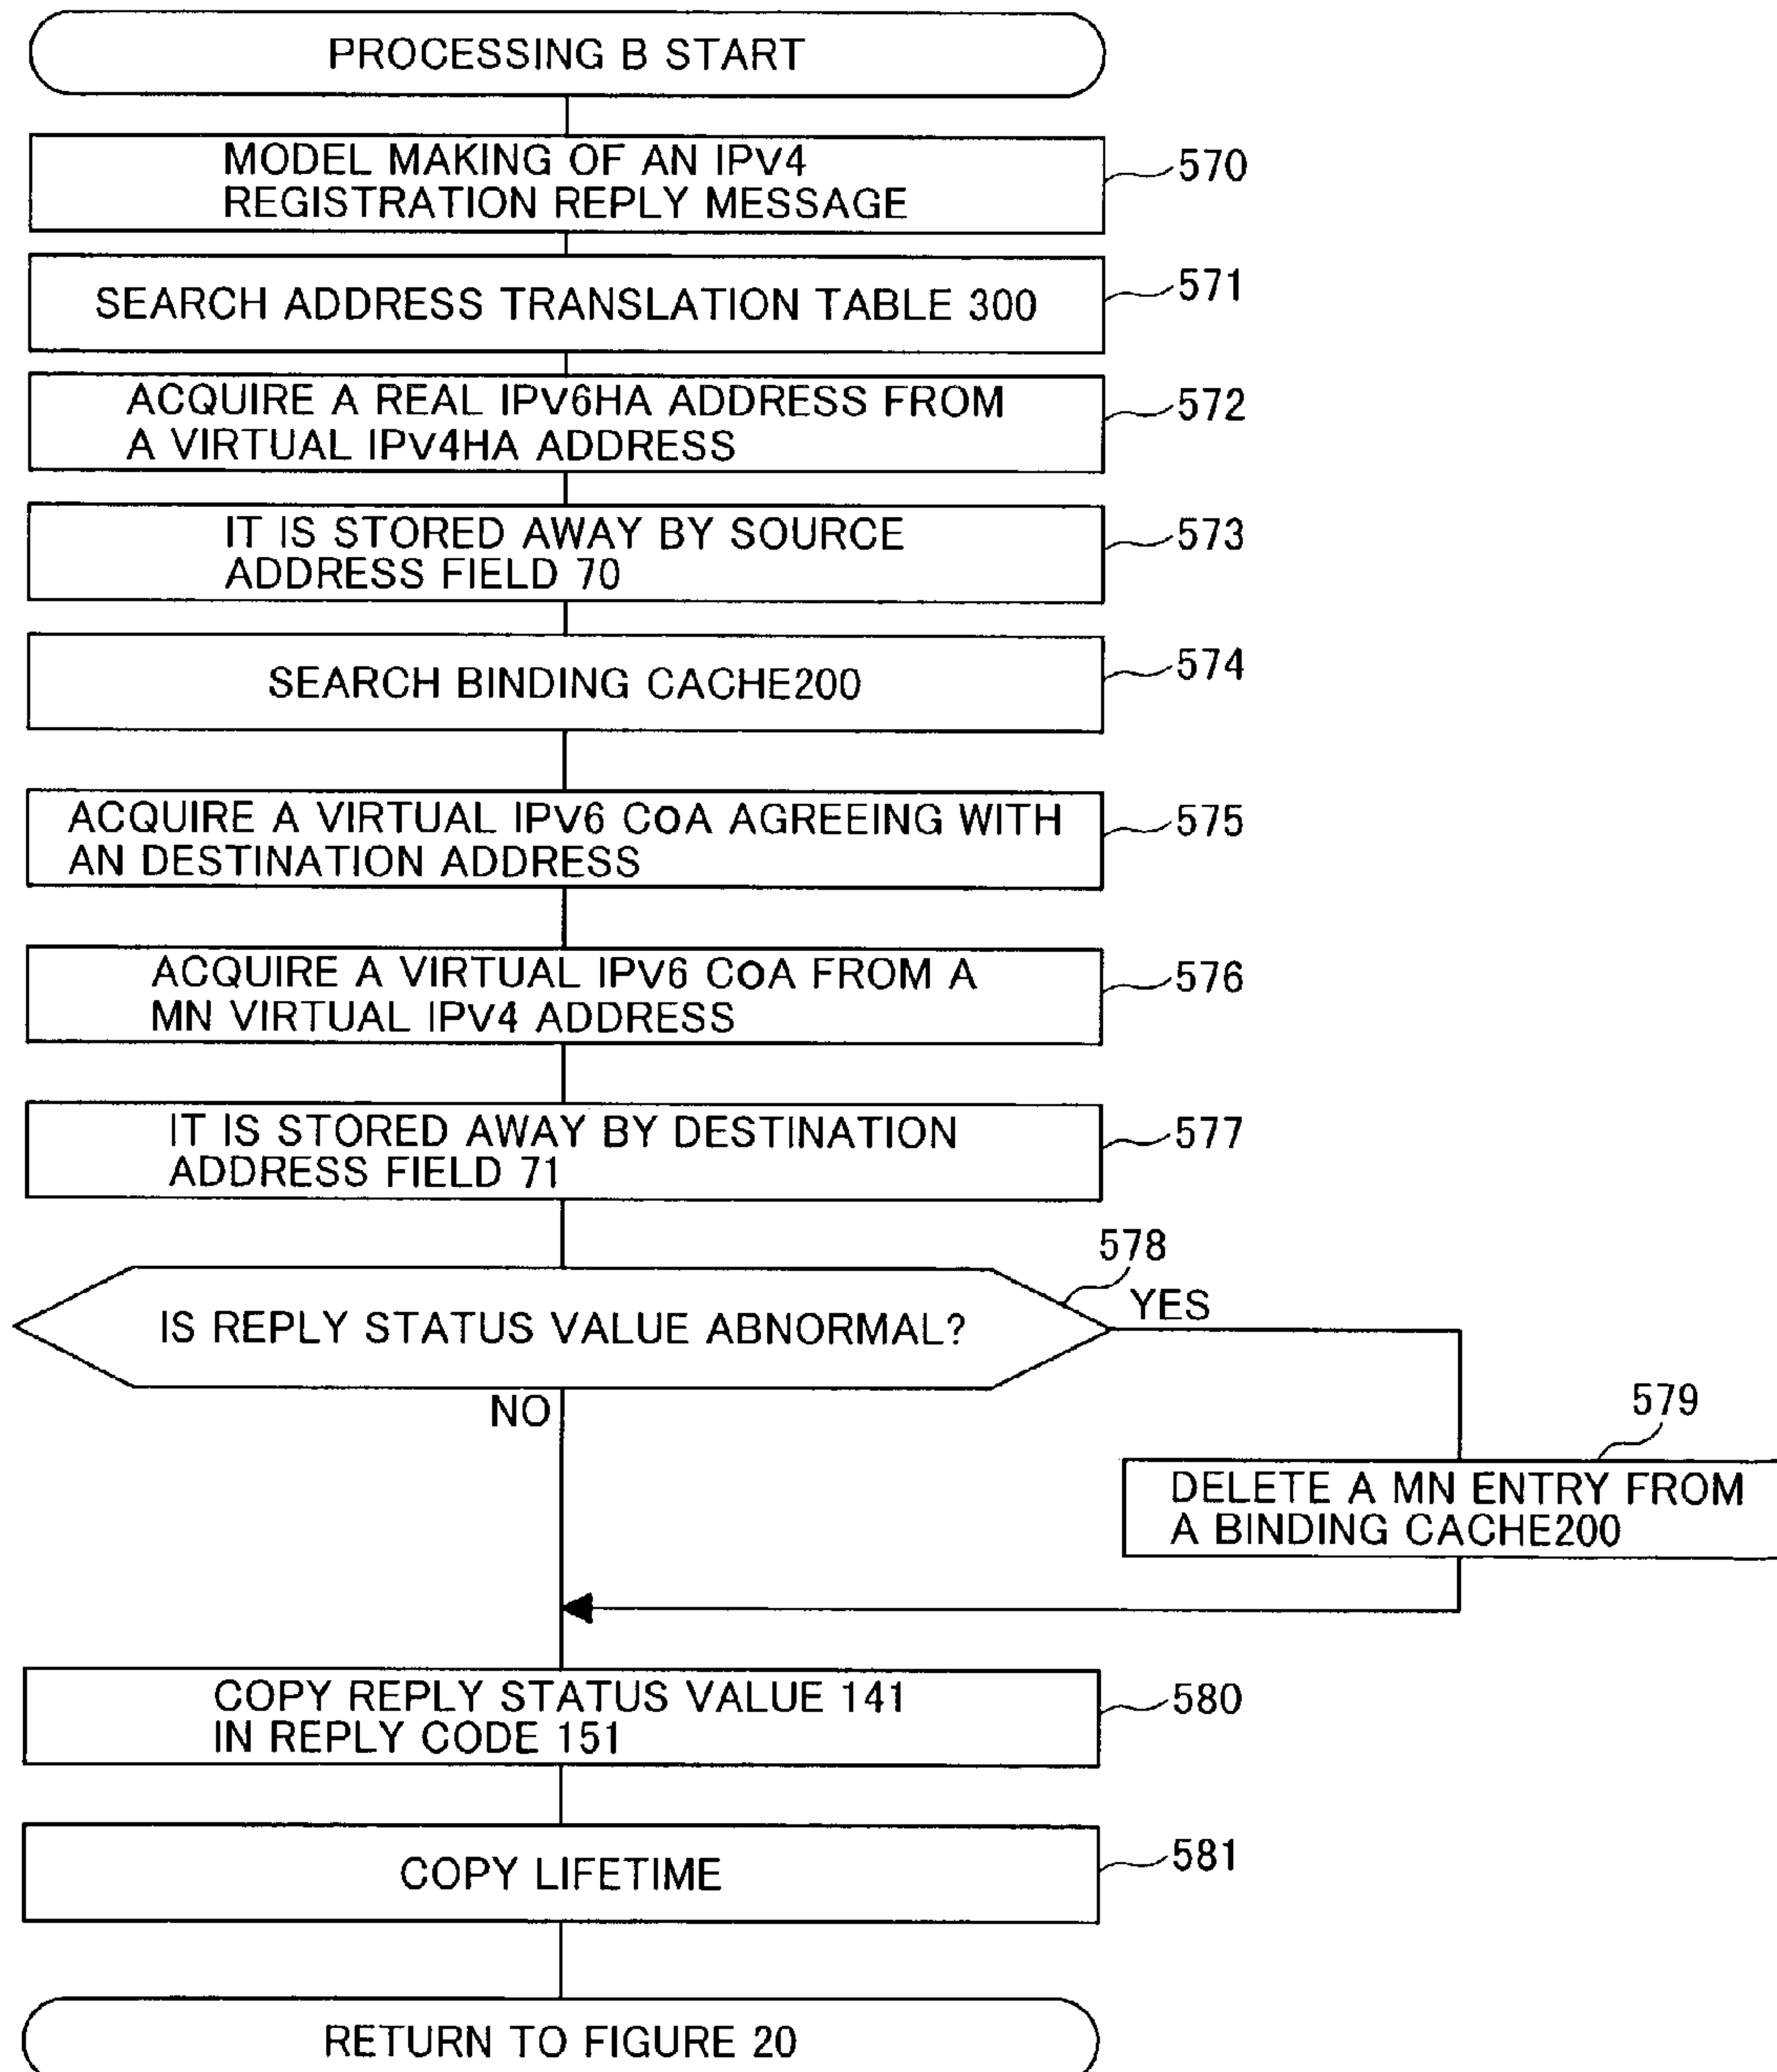 PROCESSING B START
MODEL MAKING OF AN IPV4
REGISTRATION REPLY MESSAGE
570
SEARCH ADDRESS TRANSLATION TABLE 300
571
ACQUIRE A REAL IPV6HA ADDRESS FROM
A VIRTUAL IPV4HA ADDRESS
572
IT IS STORED AWAY BY SOURCE
ADDRESS FIELD 70
573
SEARCH BINDING CACHE200
574
ACQUIRE A VIRTUAL IPV6 COA AGREEING WITH
AN DESTINATION ADDRESS
575
ACQUIRE A VIRTUAL IPV6 COA FROM A
MN VIRTUAL IPV4 ADDRESS
576
IT IS STORED AWAY BY DESTINATION
ADDRESS FIELD 71
577
IS REPLY STATUS VALUE ABNORMAL?
578
YES
NO
579
DELETE A MN ENTRY FROM
A BINDING CACHE200
COPY REPLY STATUS VALUE 141
IN REPLY CODE 151
580
COPY LIFETIME
581
RETURN TO FIGURE 20